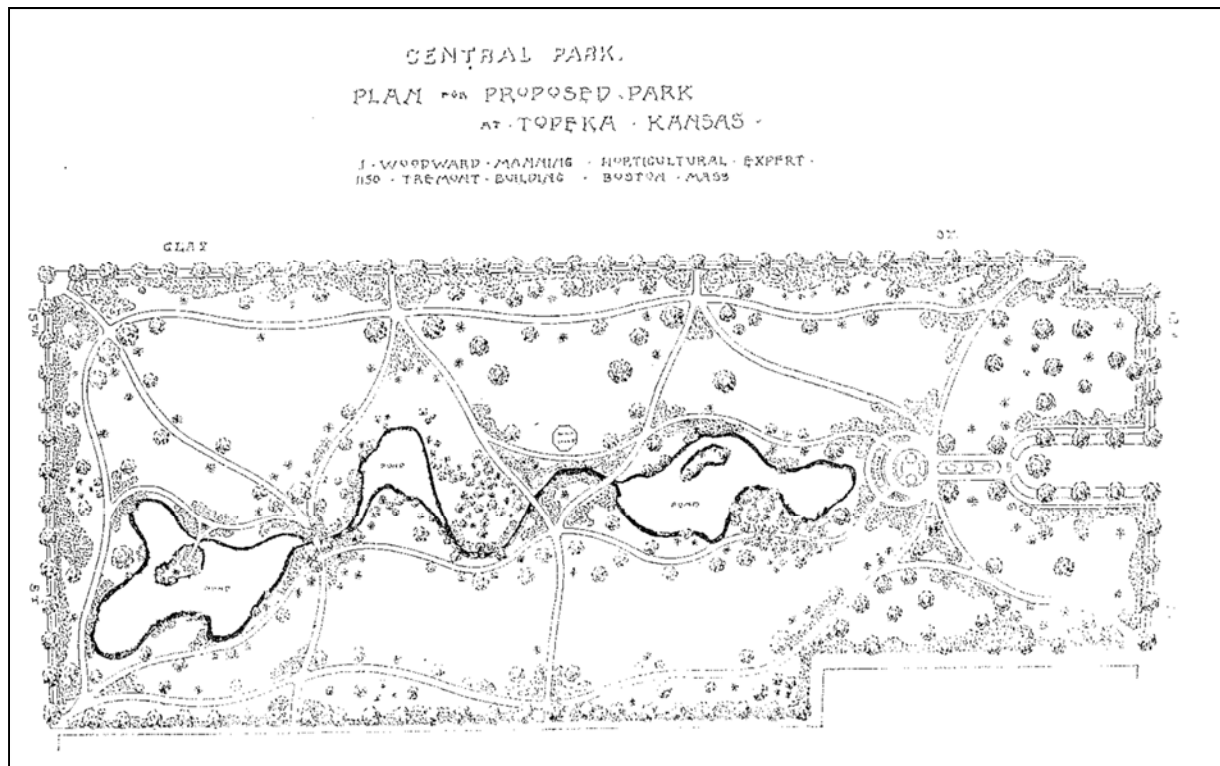 CENTRAL PARK.
PLAN FOR PROPOSED PARK
AT · TOPEKA · KANSAS ·
J · WOODWARD · MANNING · HORTICULTURAL · EXPERT ·
1150 · TREMONT · BUILDING · BOSTON · MASS
CLAY ST.
ST.
POND
POND
POND